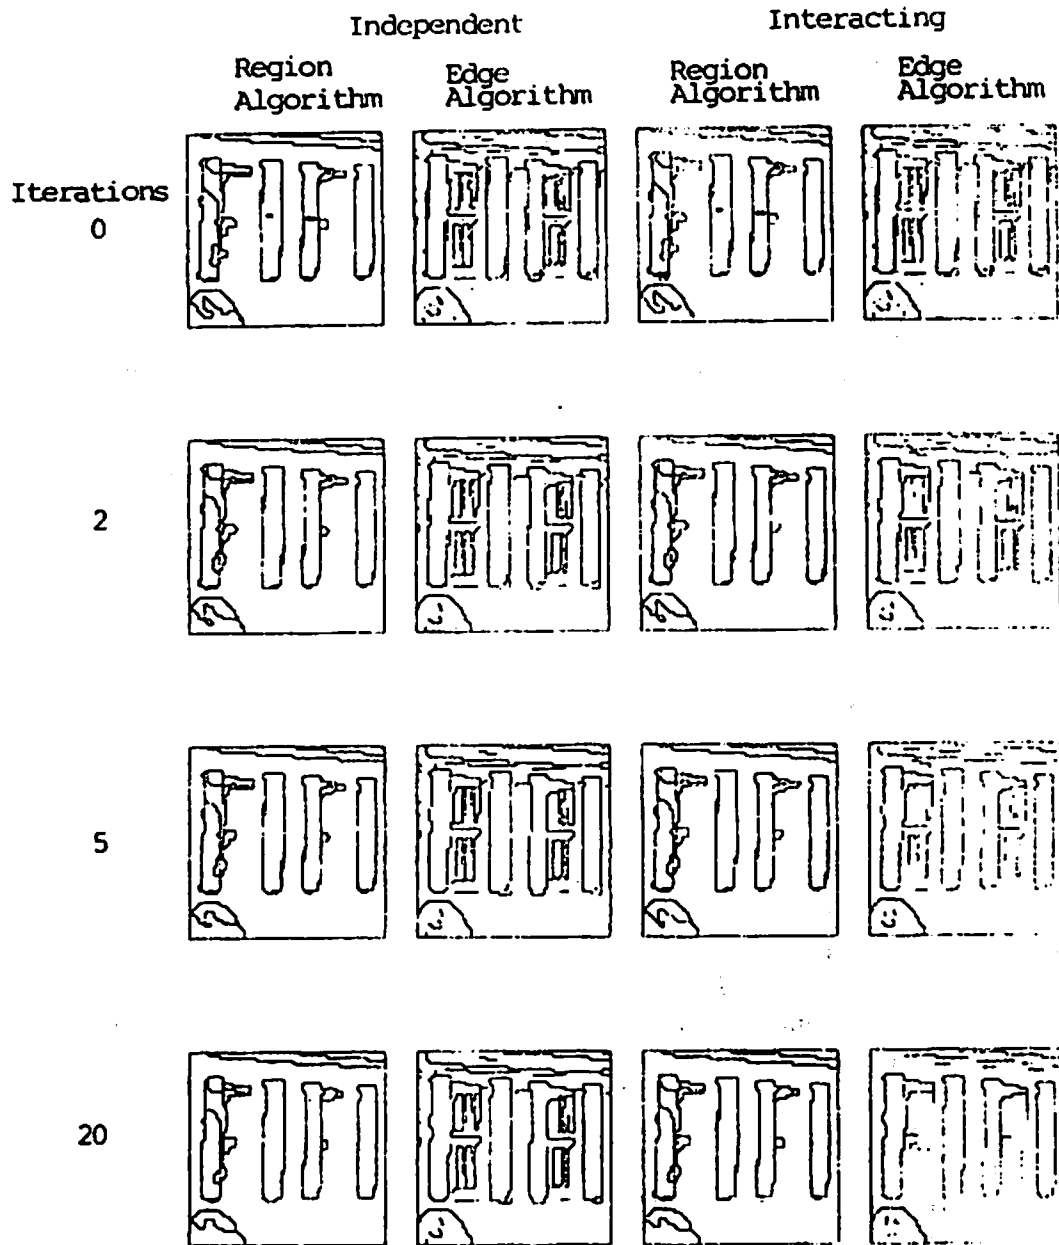 Independent
Interacting
Region
Algorithm
Edge
Algorithm
Region
Algorithm
Edge
Algorithm
Iterations
0
2
5
20